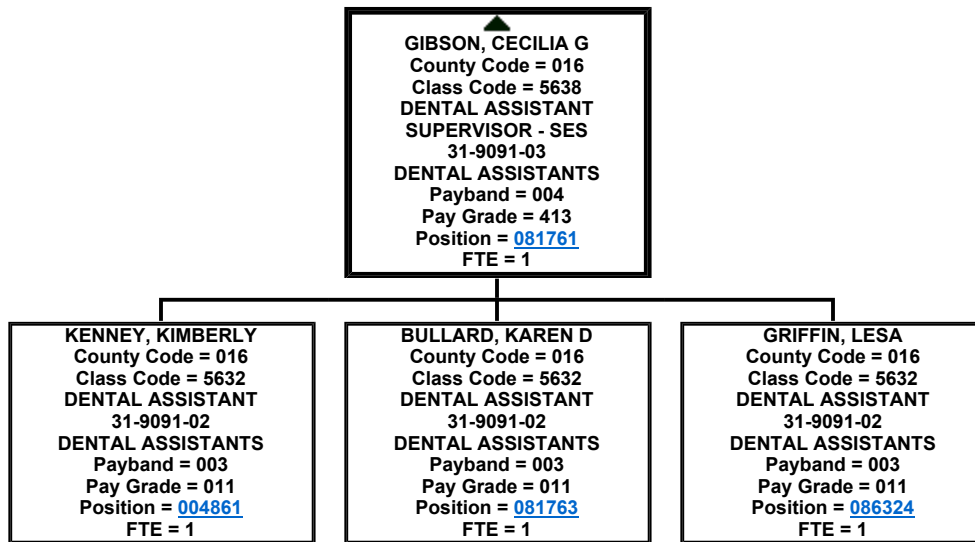 GIBSON, CECILIA G
County Code = 016
Class Code = 5638
DENTAL ASSISTANT
SUPERVISOR - SES
31-9091-03
DENTAL ASSISTANTS
Payband = 004
Pay Grade = 413
Position = 081761
FTE = 1
KENNEY, KIMBERLY
County Code = 016
Class Code = 5632
DENTAL ASSISTANT
31-9091-02
DENTAL ASSISTANTS
Payband = 003
Pay Grade = 011
Position = 004861
FTE = 1
BULLARD, KAREN D
County Code = 016
Class Code = 5632
DENTAL ASSISTANT
31-9091-02
DENTAL ASSISTANTS
Payband = 003
Pay Grade = 011
Position = 081763
FTE = 1
GRIFFIN, LESA
County Code = 016
Class Code = 5632
DENTAL ASSISTANT
31-9091-02
DENTAL ASSISTANTS
Payband = 003
Pay Grade = 011
Position = 086324
FTE = 1